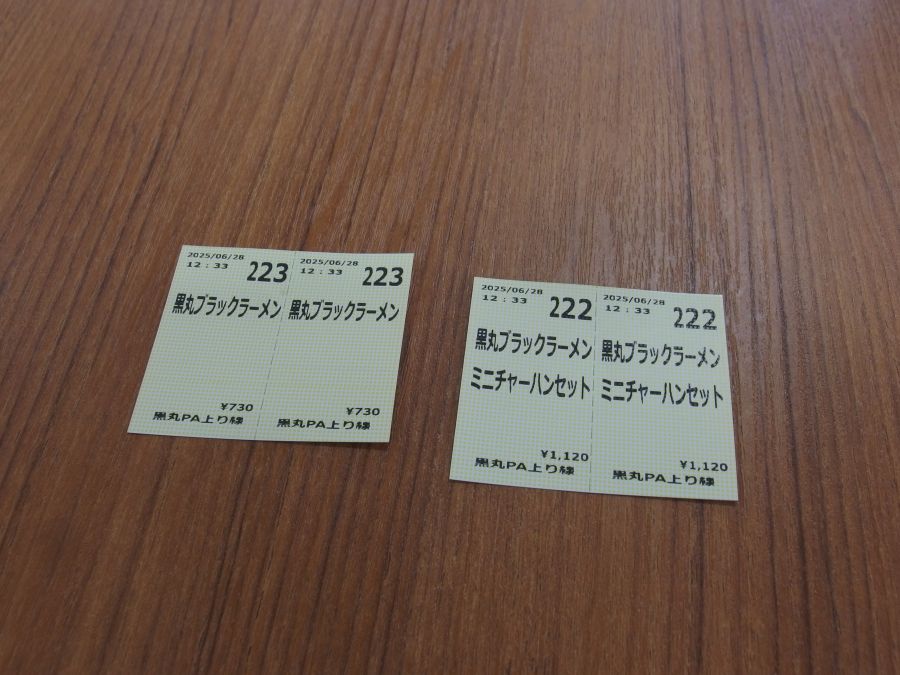 2025/06/28
12：33
223
黒丸ブラックラーメン
¥730
黒丸PA上り線
2025/06/28
12：33
223
黒丸ブラックラーメン
¥730
黒丸PA上り線
2025/06/28
12：33
222
黒丸ブラックラーメン
ミニチャーハンセット
¥1,120
黒丸PA上り線
2025/06/28
12：33
222
黒丸ブラックラーメン
ミニチャーハンセット
¥1,120
黒丸PA上り線